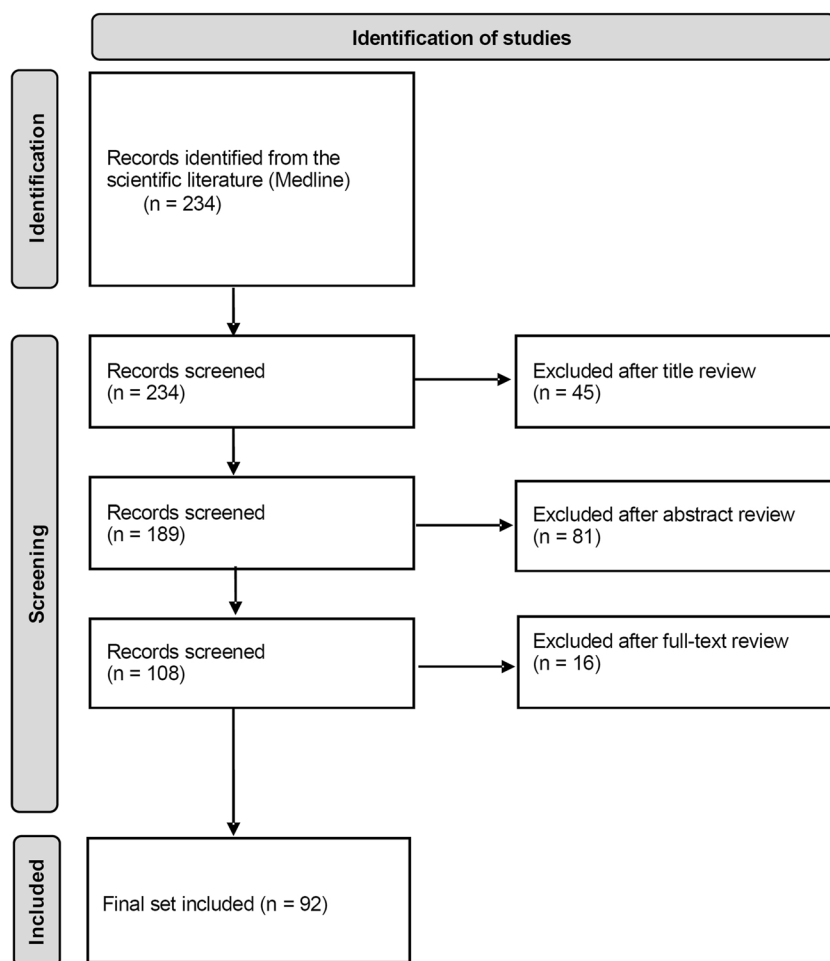 Identification of studies
Identification
Records identified from the
scientific literature (Medline)
(n = 234)
Screening
Records screened
(n = 234)
Excluded after title review
(n = 45)
Records screened
(n = 189)
Excluded after abstract review
(n = 81)
Records screened
(n = 108)
Excluded after full-text review
(n = 16)
Included
Final set included (n = 92)